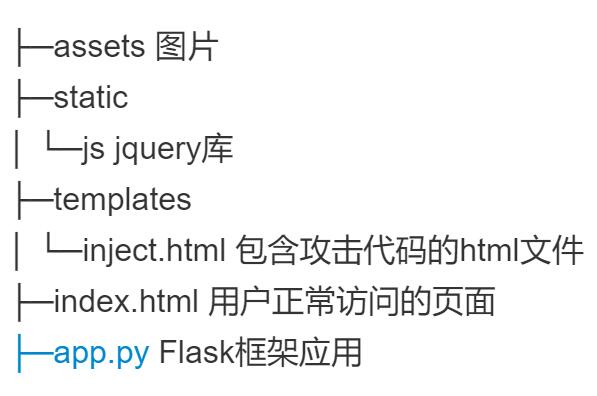 ├─assets 图片
├─static
│ └─js jquery库
├─templates
│ └─inject.html 包含攻击代码的html文件
├─index.html 用户正常访问的页面
├─app.py Flask框架应用